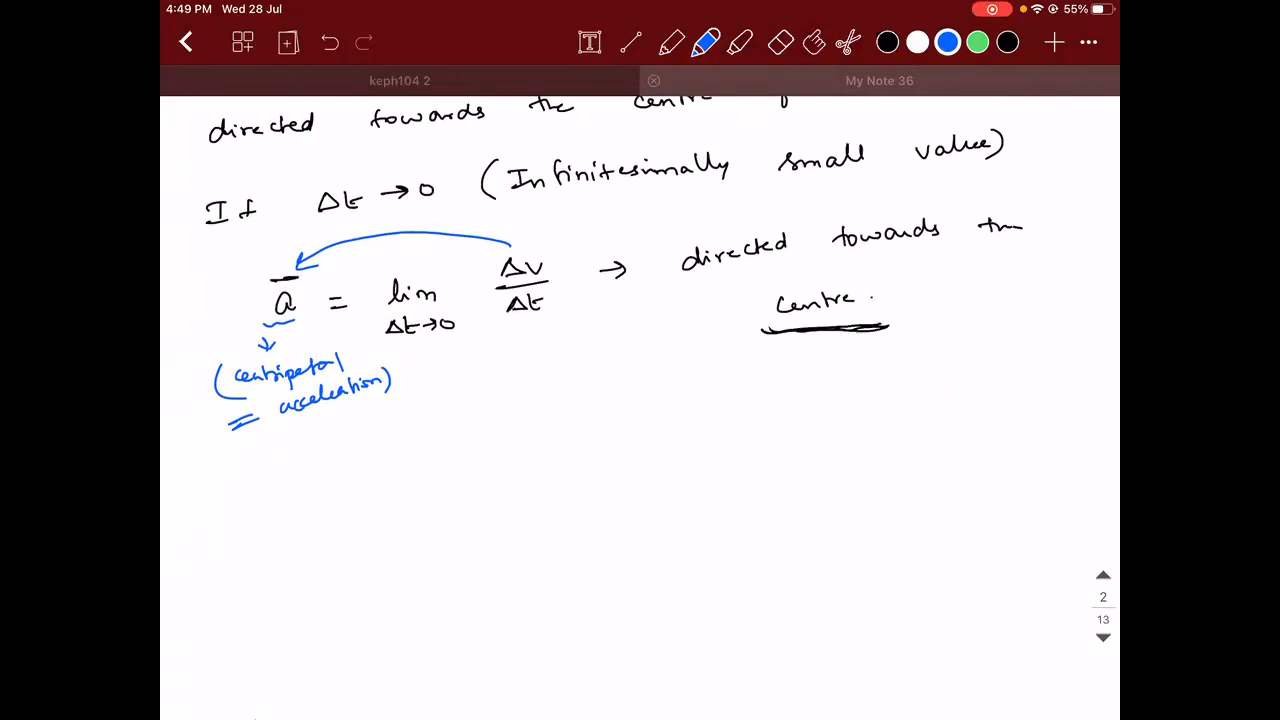 4:49 PM Wed 28 Jul
55%
keph104 2
My Note 36
directed towards the centre
If Δt → 0 (Infinitesimally small value)
a = lim Δv/Δt → directed towards the
Δt→0
centre.
(centripetal
acceleration)
2
13